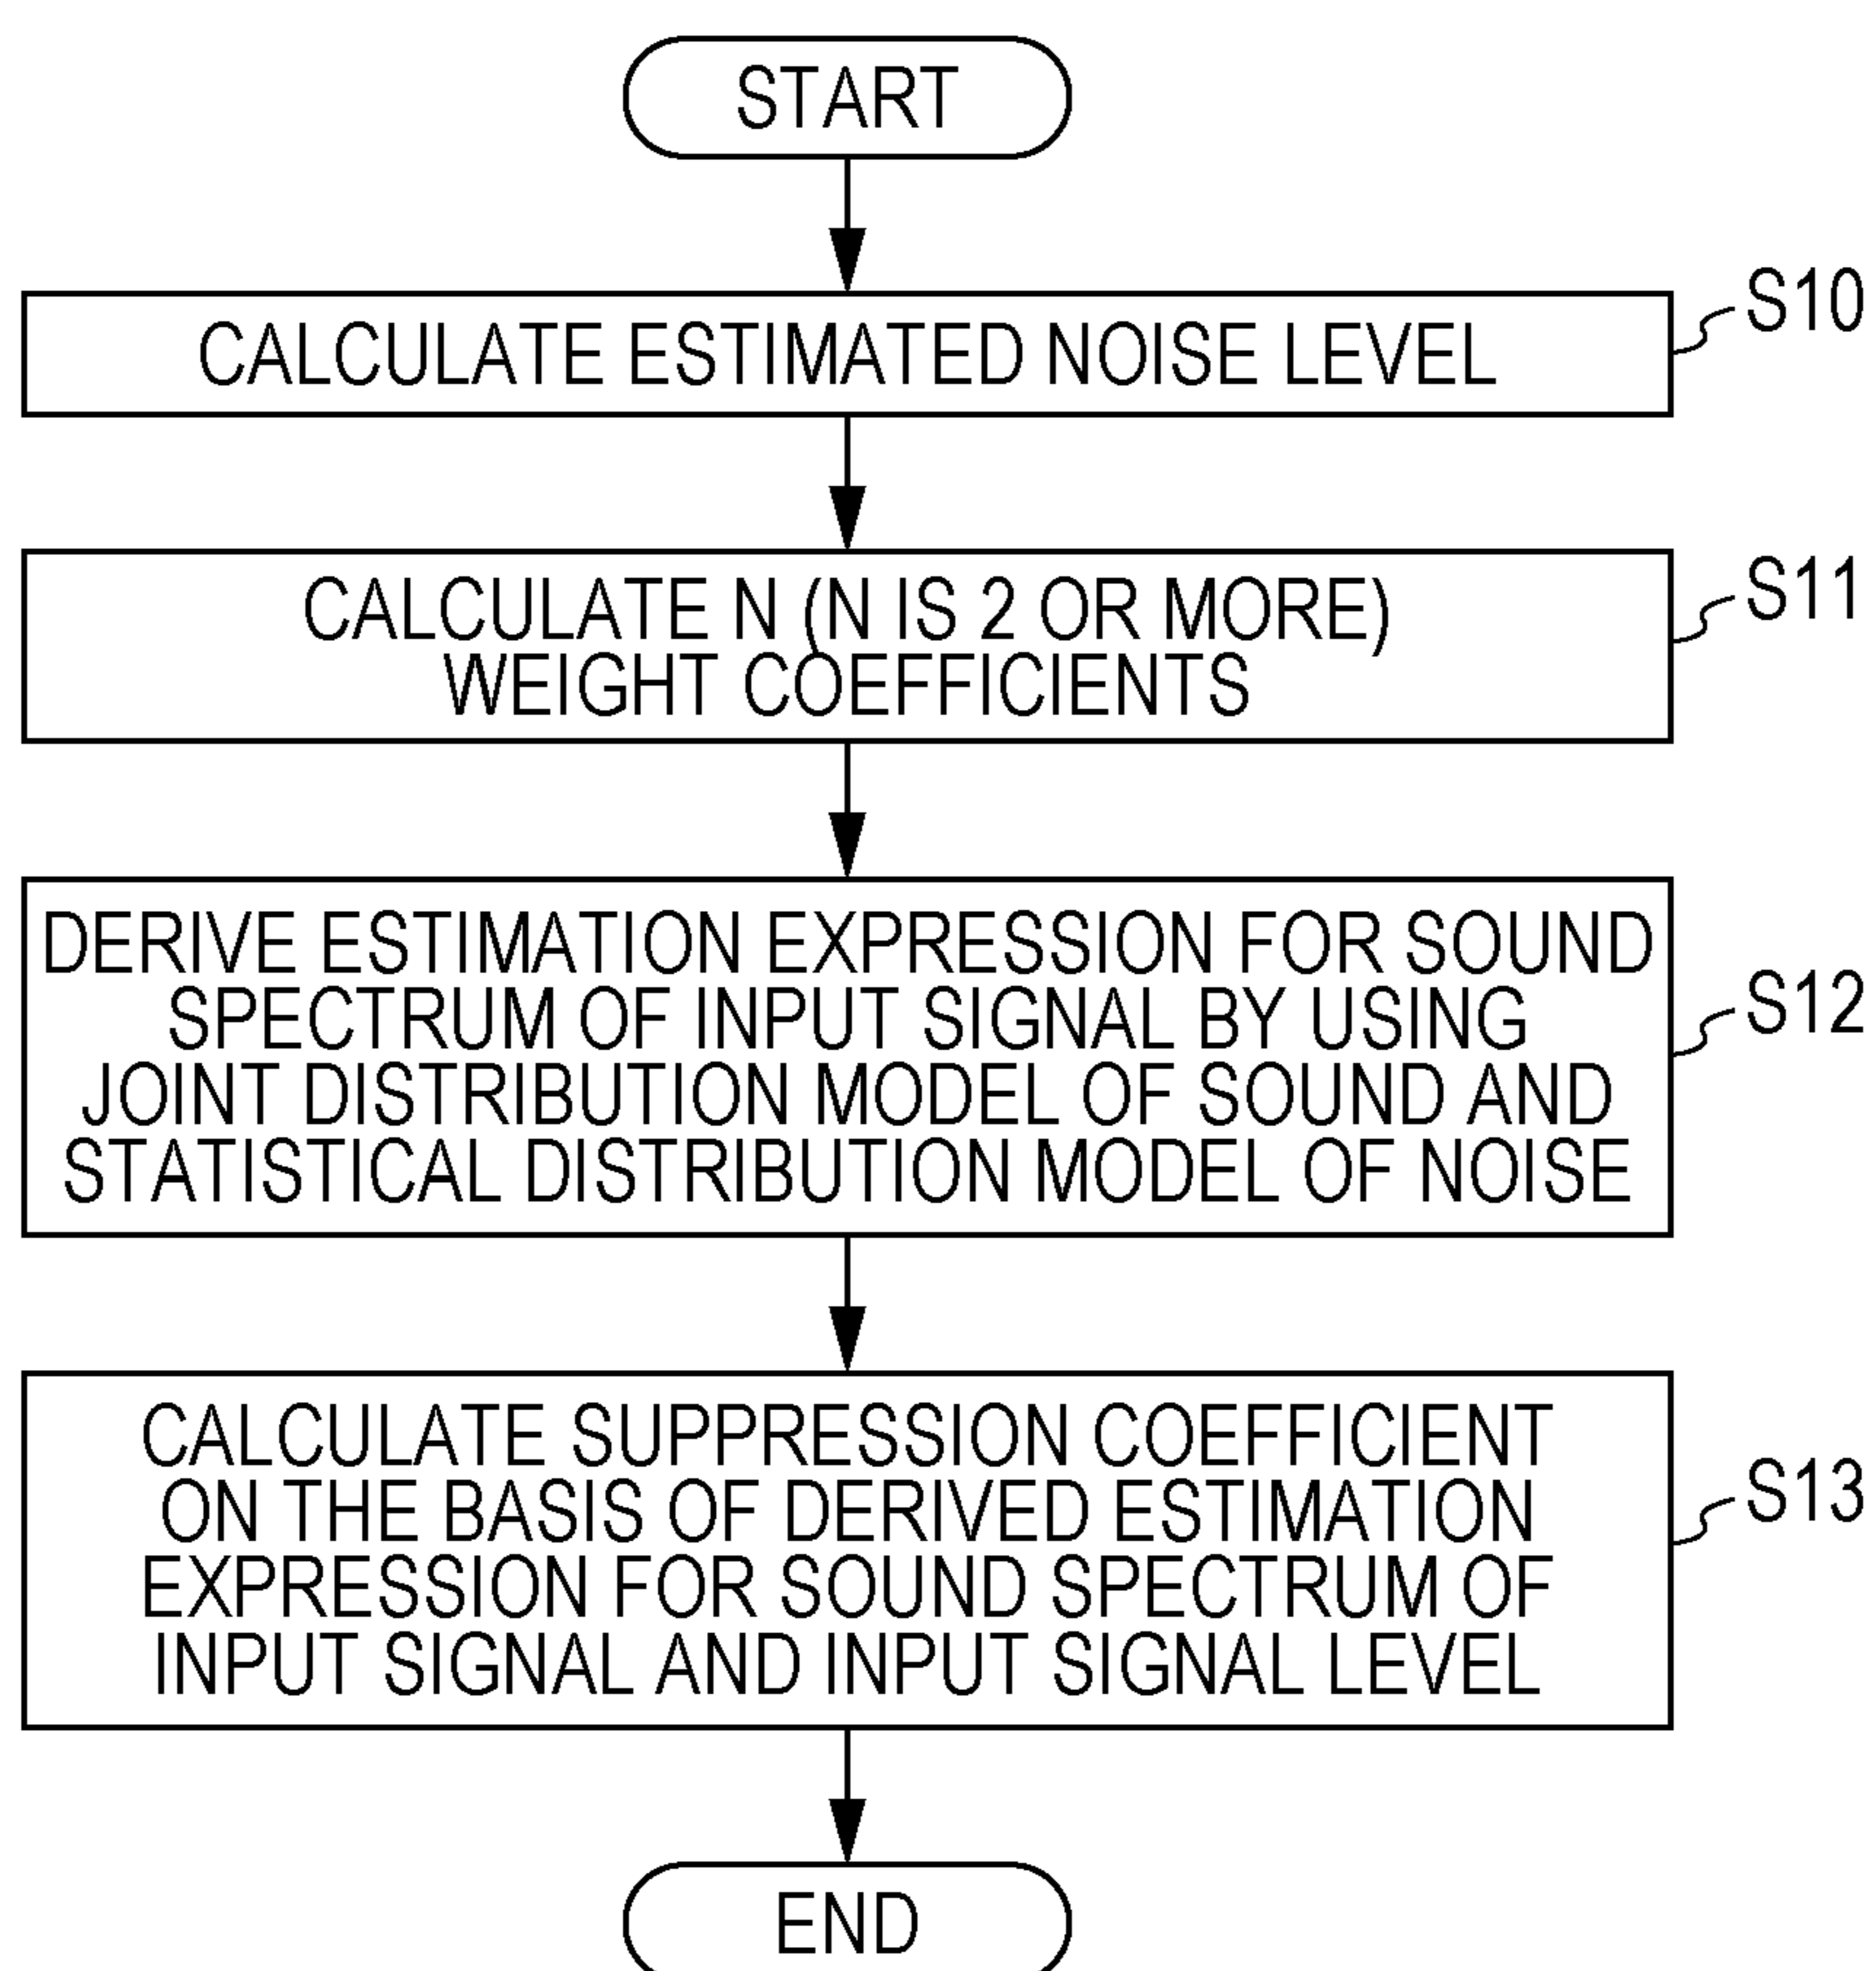 START
CALCULATE ESTIMATED NOISE LEVEL
S10
CALCULATE N (N IS 2 OR MORE)
WEIGHT COEFFICIENTS
S11
DERIVE ESTIMATION EXPRESSION FOR SOUND
SPECTRUM OF INPUT SIGNAL BY USING
JOINT DISTRIBUTION MODEL OF SOUND AND
STATISTICAL DISTRIBUTION MODEL OF NOISE
S12
CALCULATE SUPPRESSION COEFFICIENT
ON THE BASIS OF DERIVED ESTIMATION
EXPRESSION FOR SOUND SPECTRUM OF
INPUT SIGNAL AND INPUT SIGNAL LEVEL
S13
END